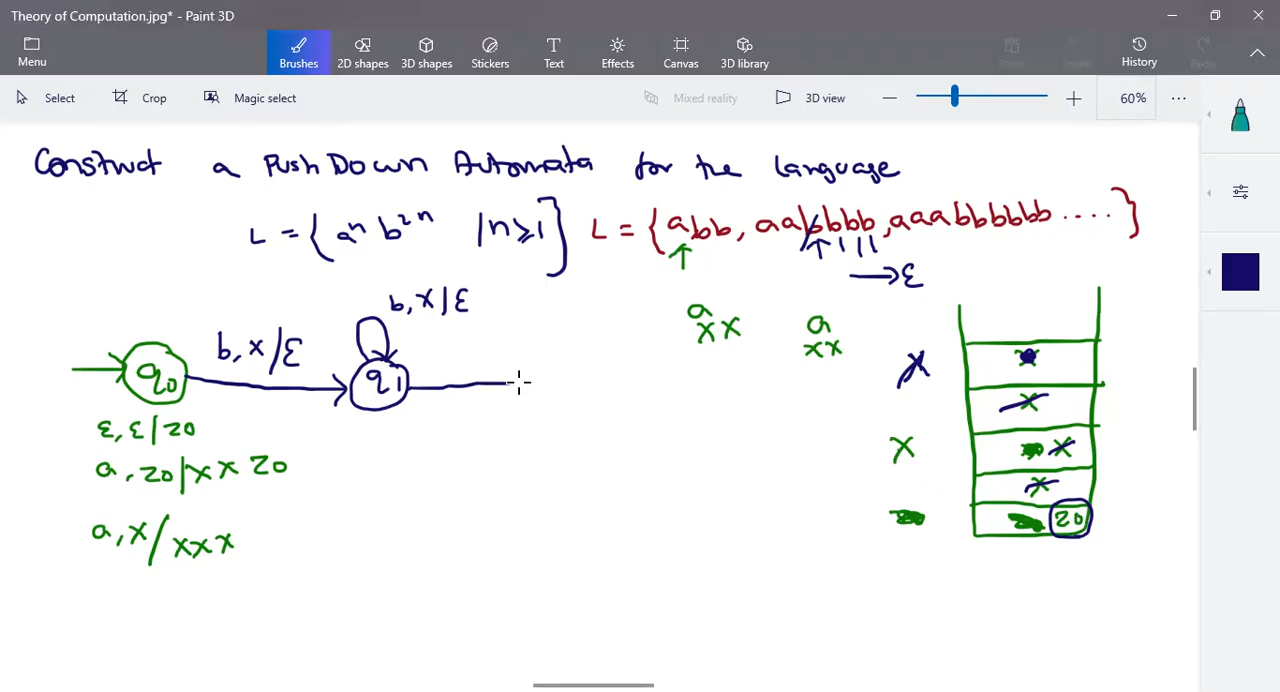 Theory of Computation.jpg* - Paint 3D
Menu
Brushes
2D shapes
3D shapes
Stickers
Text
Effects
Canvas
3D library
History
Redo
Select
Crop
Magic select
Mixed reality
3D view
60%
Construct a PushDown Automata for the language
L = { aⁿ b²ⁿ | n ≥ 1 }
L = { abb, aabbbb, aaabbbbbb .... }
→ ε
b, x | ε
b, x / ε
a
x x
a
x x
q0
q1
ε, ε | z0
a, z0 | x x z0
a, x / x x x
x
x
x
x
x
x
z0